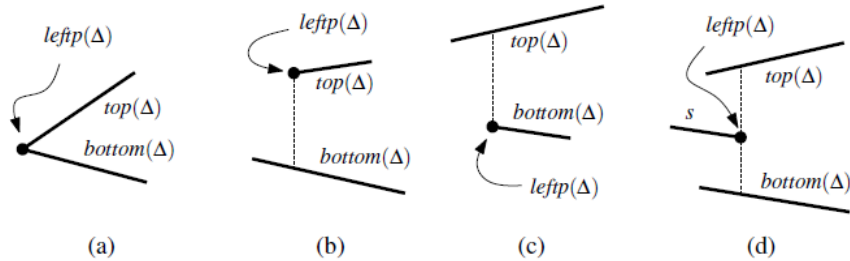 leftp(Δ)
top(Δ)
bottom(Δ)
(a)
leftp(Δ)
top(Δ)
bottom(Δ)
(b)
top(Δ)
bottom(Δ)
leftp(Δ)
(c)
leftp(Δ)
top(Δ)
s
bottom(Δ)
(d)